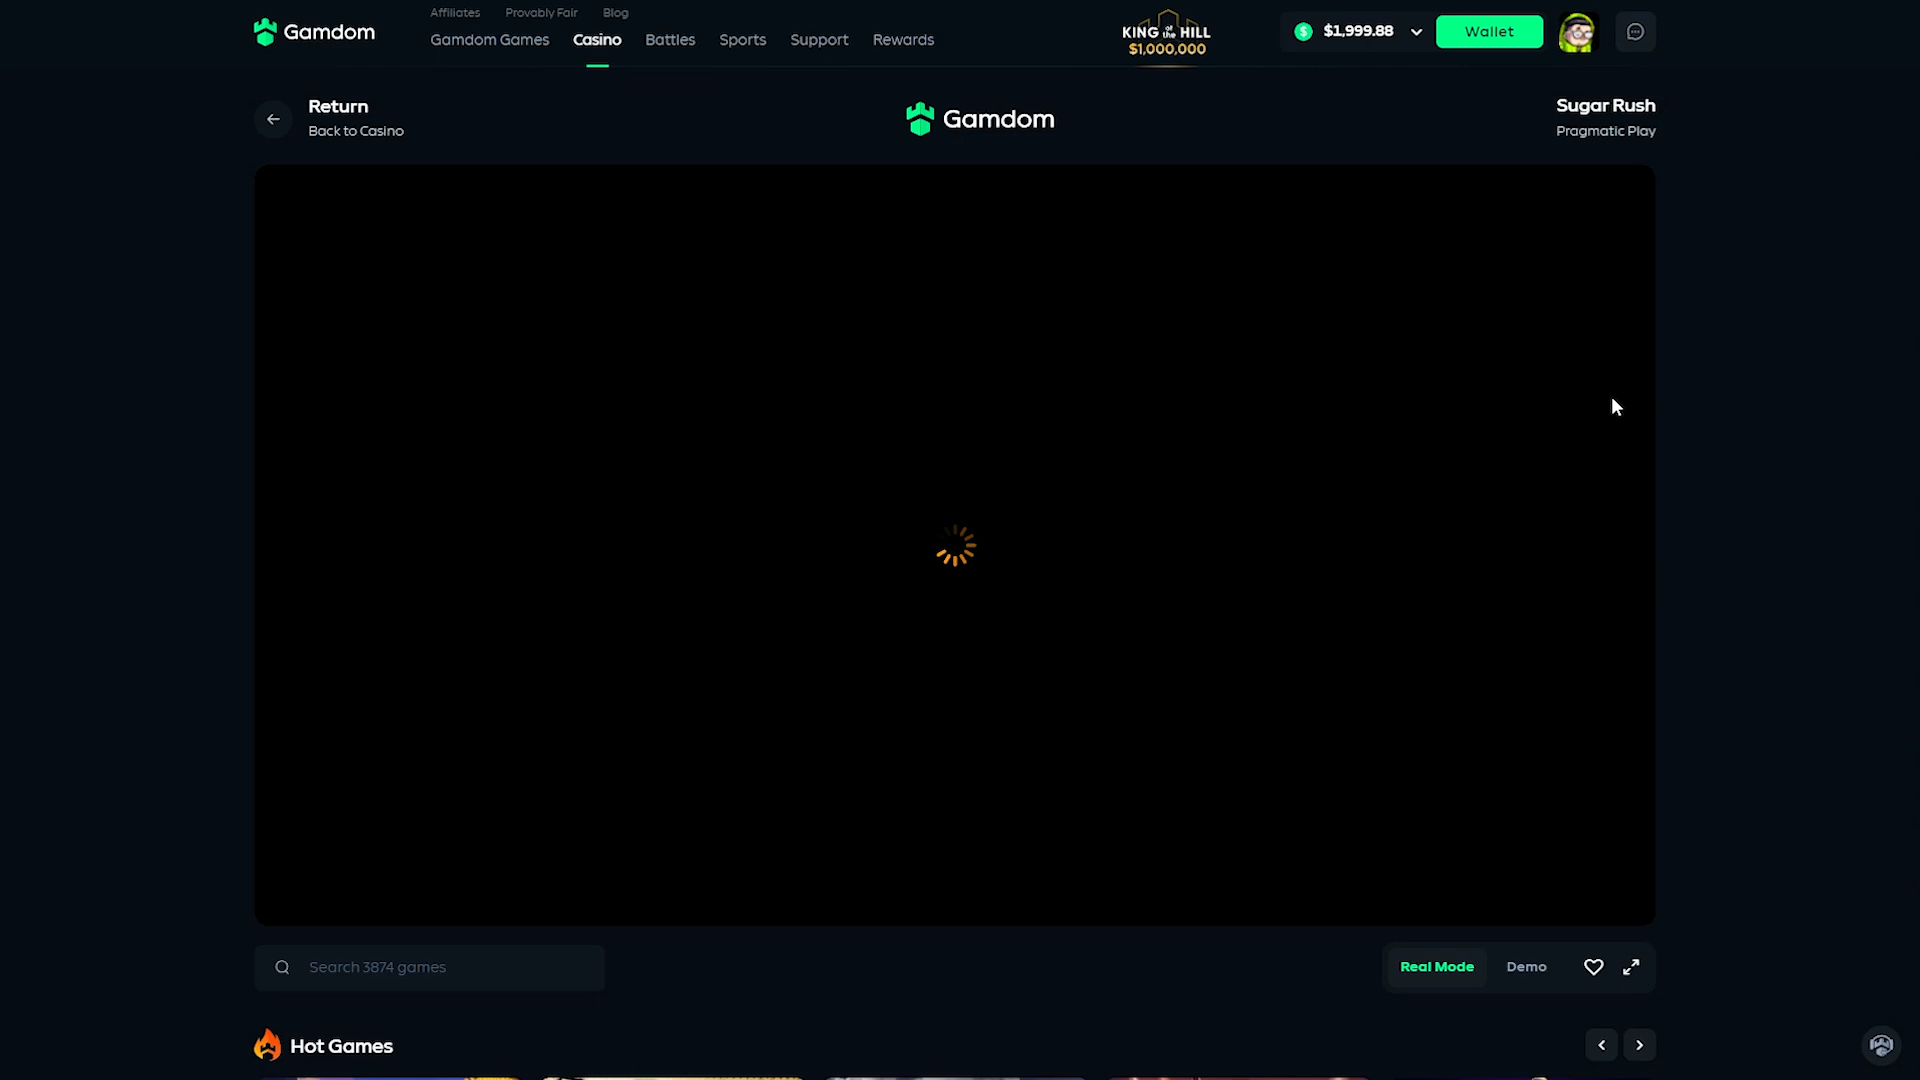 Affiliates Provably Fair Blog
Gamdom
Gamdom Games Casino Battles Sports Support Rewards
KING of the HILL
$1,000,000
$ $1,999.88
Wallet
Return
Back to Casino
Gamdom
Sugar Rush
Pragmatic Play
Search 3874 games
Real Mode Demo
Hot Games